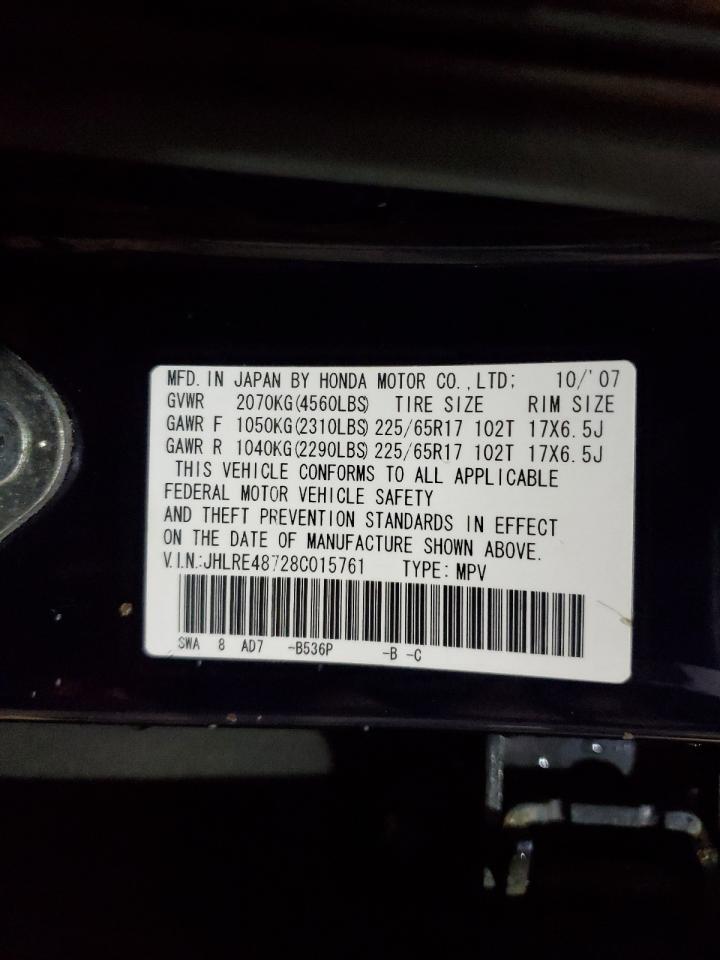 MFD. IN JAPAN BY HONDA MOTOR CO., LTD; 10/'07
GVWR 2070KG(4560LBS) TIRE SIZE RIM SIZE
GAWR F 1050KG(2310LBS) 225/65R17 102T 17X6.5J
GAWR R 1040KG(2290LBS) 225/65R17 102T 17X6.5J
THIS VEHICLE CONFORMS TO ALL APPLICABLE
FEDERAL MOTOR VEHICLE SAFETY
AND THEFT PREVENTION STANDARDS IN EFFECT
ON THE DATE OF MANUFACTURE SHOWN ABOVE.
V.I.N.:JHLRE48728C015761 TYPE: MPV
SWA 8 AD7 -B536P -B -C